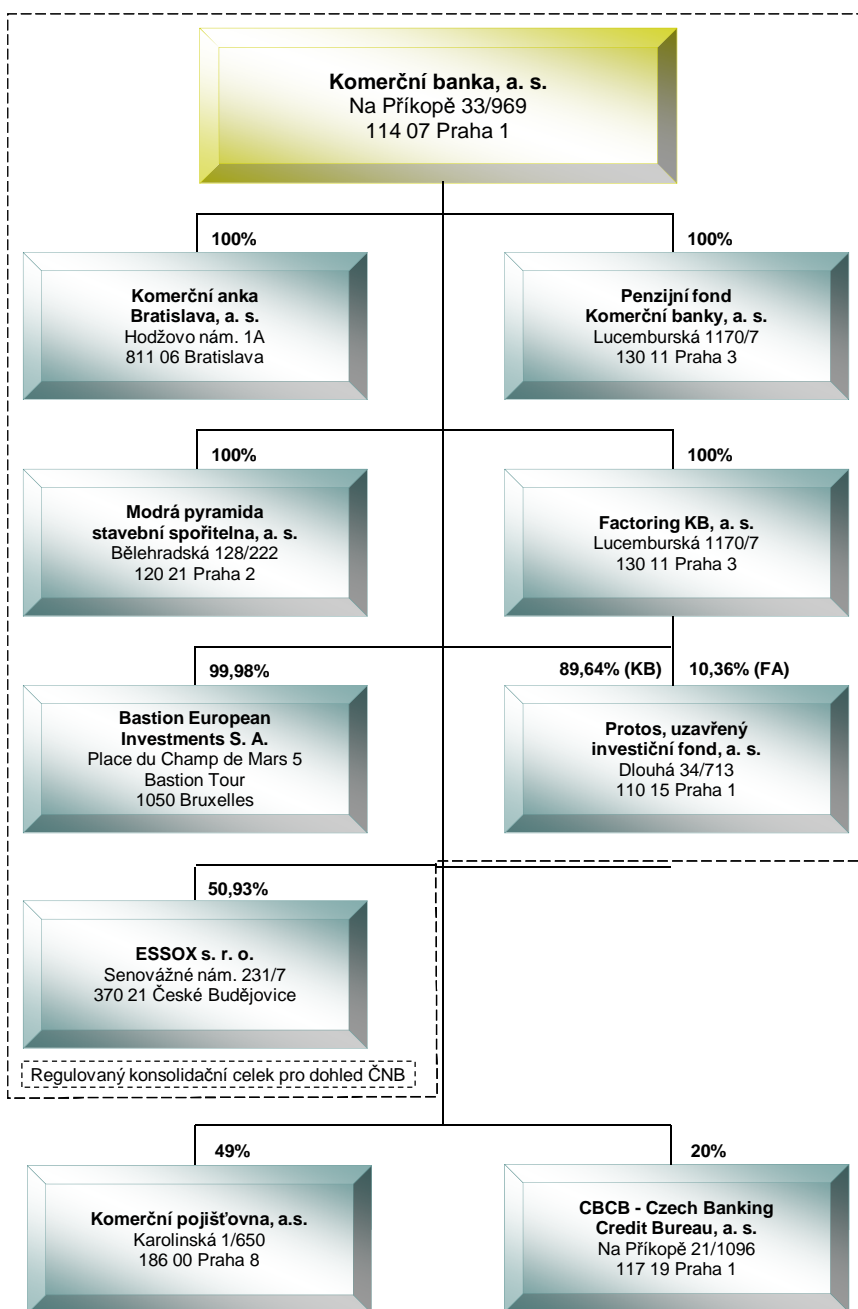 Komerční banka, a. s.
Na Příkopě 33/969
114 07 Praha 1
100%
100%
Komerční anka
Bratislava, a. s.
Hodžovo nám. 1A
811 06 Bratislava
Penzijní fond
Komerční banky, a. s.
Lucemburská 1170/7
130 11 Praha 3
100%
100%
Modrá pyramida
stavební spořitelna, a. s.
Bělehradská 128/222
120 21 Praha 2
Factoring KB, a. s.
Lucemburská 1170/7
130 11 Praha 3
99,98%
89,64% (KB)
10,36% (FA)
Bastion European
Investments S. A.
Place du Champ de Mars 5
Bastion Tour
1050 Bruxelles
Protos, uzavřený
investiční fond, a. s.
Dlouhá 34/713
110 15 Praha 1
50,93%
ESSOX s. r. o.
Senovážné nám. 231/7
370 21 České Budějovice
Regulovaný konsolidační celek pro dohled ČNB
49%
20%
Komerční pojišťovna, a.s.
Karolinská 1/650
186 00 Praha 8
CBCB - Czech Banking
Credit Bureau, a. s.
Na Příkopě 21/1096
117 19 Praha 1